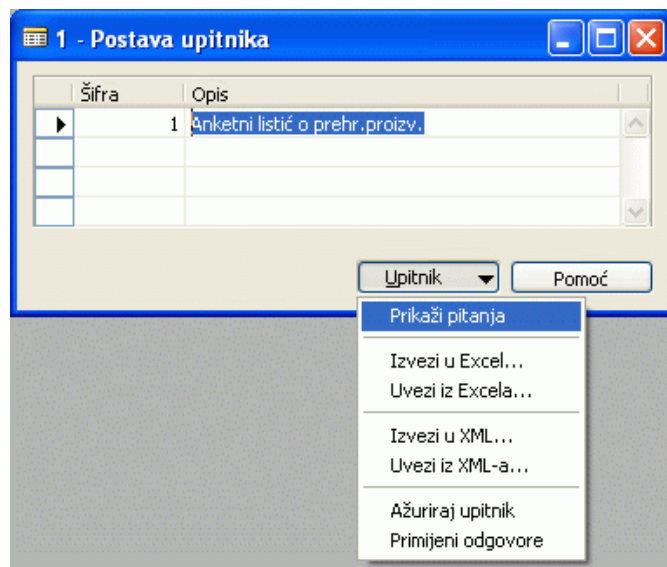 1 - Postava upitnika
Šifra Opis
1 Anketni listić o prehr.proizv.
Upitnik Pomoć
Prikaži pitanja
Izvezi u Excel...
Uvezi iz Excela...
Izvezi u XML...
Uvezi iz XML-a...
Ažuriraj upitnik
Primijeni odgovore